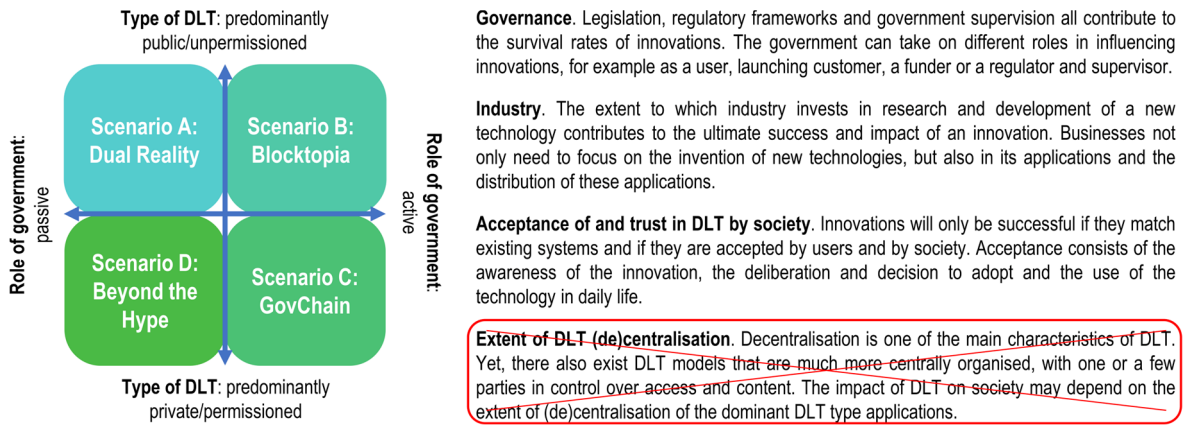 Type of DLT: predominantly
public/unpermissioned
Role of government:
passive
Scenario A:
Dual Reality
Scenario B:
Blocktopia
Role of government:
active
Scenario D:
Beyond the
Hype
Scenario C:
GovChain
Type of DLT: predominantly
private/permissioned
Governance. Legislation, regulatory frameworks and government supervision all contribute to
the survival rates of innovations. The government can take on different roles in influencing
innovations, for example as a user, launching customer, a funder or a regulator and supervisor.
Industry. The extent to which industry invests in research and development of a new
technology contributes to the ultimate success and impact of an innovation. Businesses not
only need to focus on the invention of new technologies, but also in its applications and the
distribution of these applications.
Acceptance of and trust in DLT by society. Innovations will only be successful if they match
existing systems and if they are accepted by users and by society. Acceptance consists of the
awareness of the innovation, the deliberation and decision to adopt and the use of the
technology in daily life.
Extent of DLT (de)centralisation. Decentralisation is one of the main characteristics of DLT.
Yet, there also exist DLT models that are much more centrally organised, with one or a few
parties in control over access and content. The impact of DLT on society may depend on the
extent of (de)centralisation of the dominant DLT type applications.